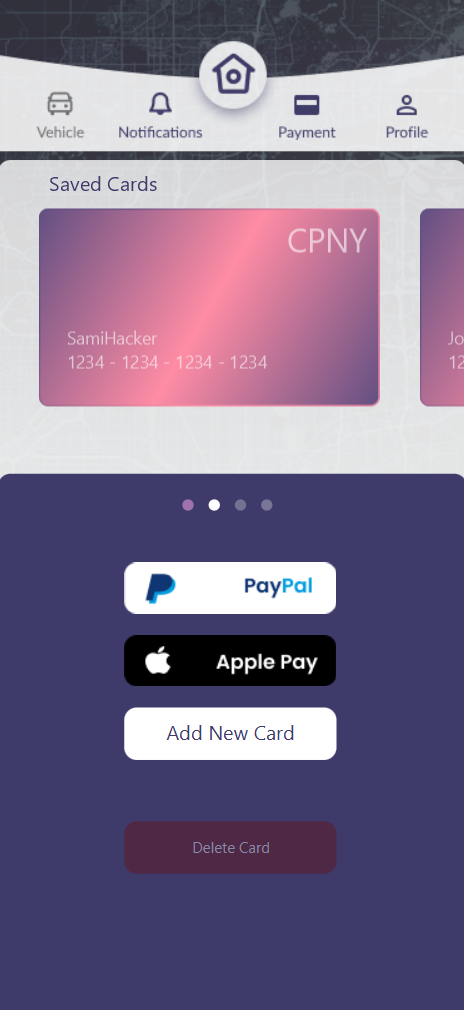 Vehicle
Notifications
Payment
Profile
Saved Cards
CPNY
SamiHacker
1234 - 1234 - 1234 - 1234
Jo
12
PayPal
Apple Pay
Add New Card
Delete Card